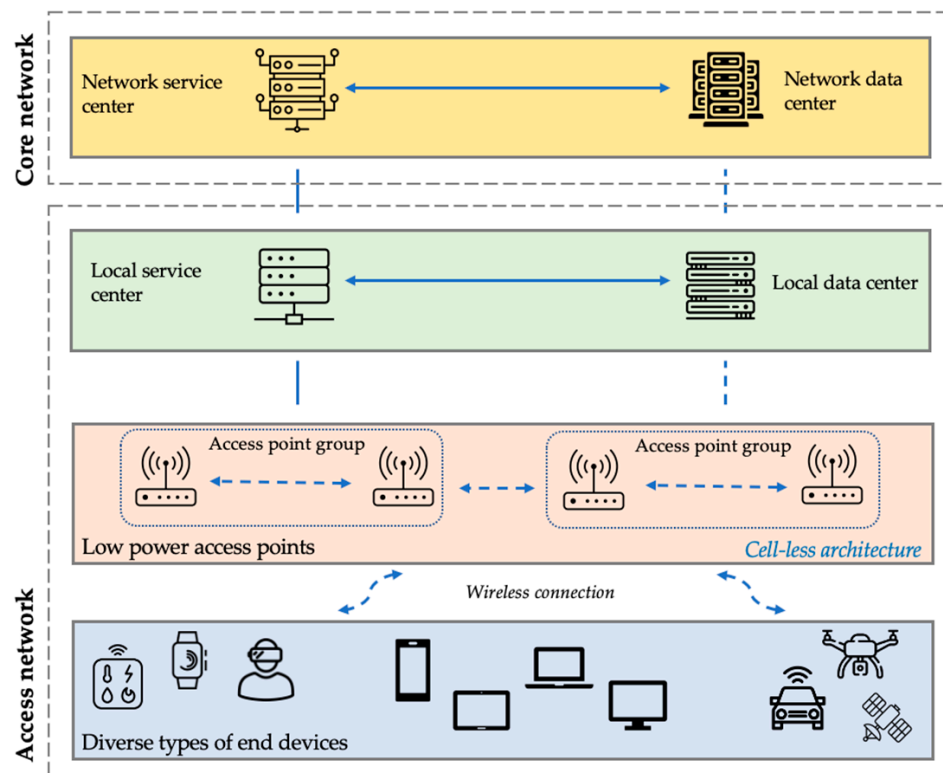 Core network
Network service
center
Network data
center
Local service
center
Local data center
Access point group
Access point group
Low power access points
Cell-less architecture
Wireless connection
Access network
Diverse types of end devices